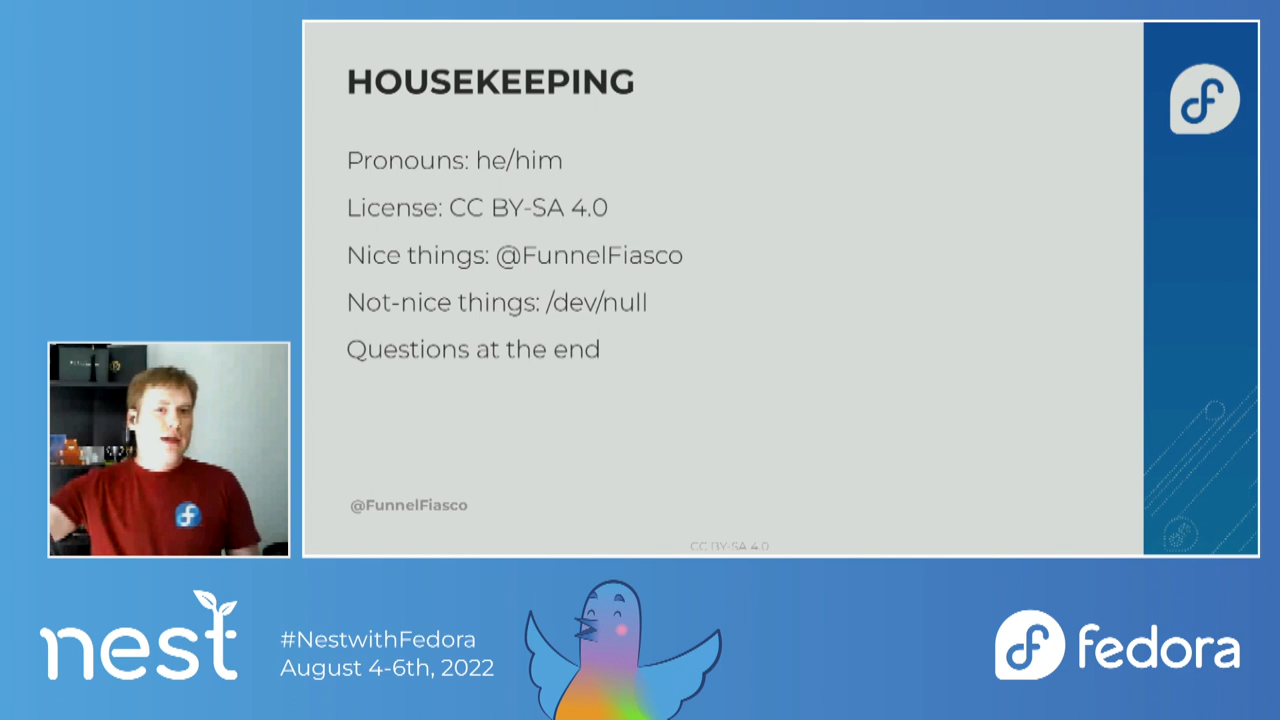 HOUSEKEEPING
Pronouns: he/him
License: CC BY-SA 4.0
Nice things: @FunnelFiasco
Not-nice things: /dev/null
Questions at the end
@FunnelFiasco
CC BY-SA 4.0
nest
#NestwithFedora
August 4-6th, 2022
fedora